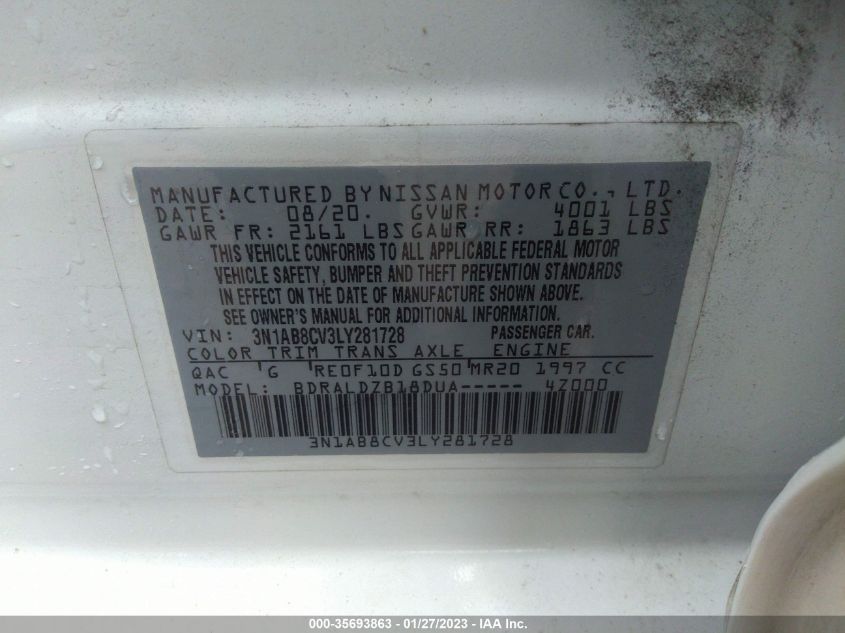 MANUFACTURED BY NISSAN MOTOR CO., LTD.
DATE: 08/20. GVWR: 4001 LBS
GAWR FR: 2161 LBS GAWR RR: 1863 LBS
THIS VEHICLE CONFORMS TO ALL APPLICABLE FEDERAL MOTOR
VEHICLE SAFETY, BUMPER AND THEFT PREVENTION STANDARDS
IN EFFECT ON THE DATE OF MANUFACTURE SHOWN ABOVE.
SEE OWNER'S MANUAL FOR ADDITIONAL INFORMATION.
VIN: 3N1AB8CV3LY281728 PASSENGER CAR.
COLOR TRIM TRANS AXLE ENGINE
QAC G RE0F10D GS50 MR20 1997 CC
MODEL: BDRALDZB18DUA----- 4Z000
3N1AB8CV3LY281728
000-35693863 - 01/27/2023 - IAA Inc.